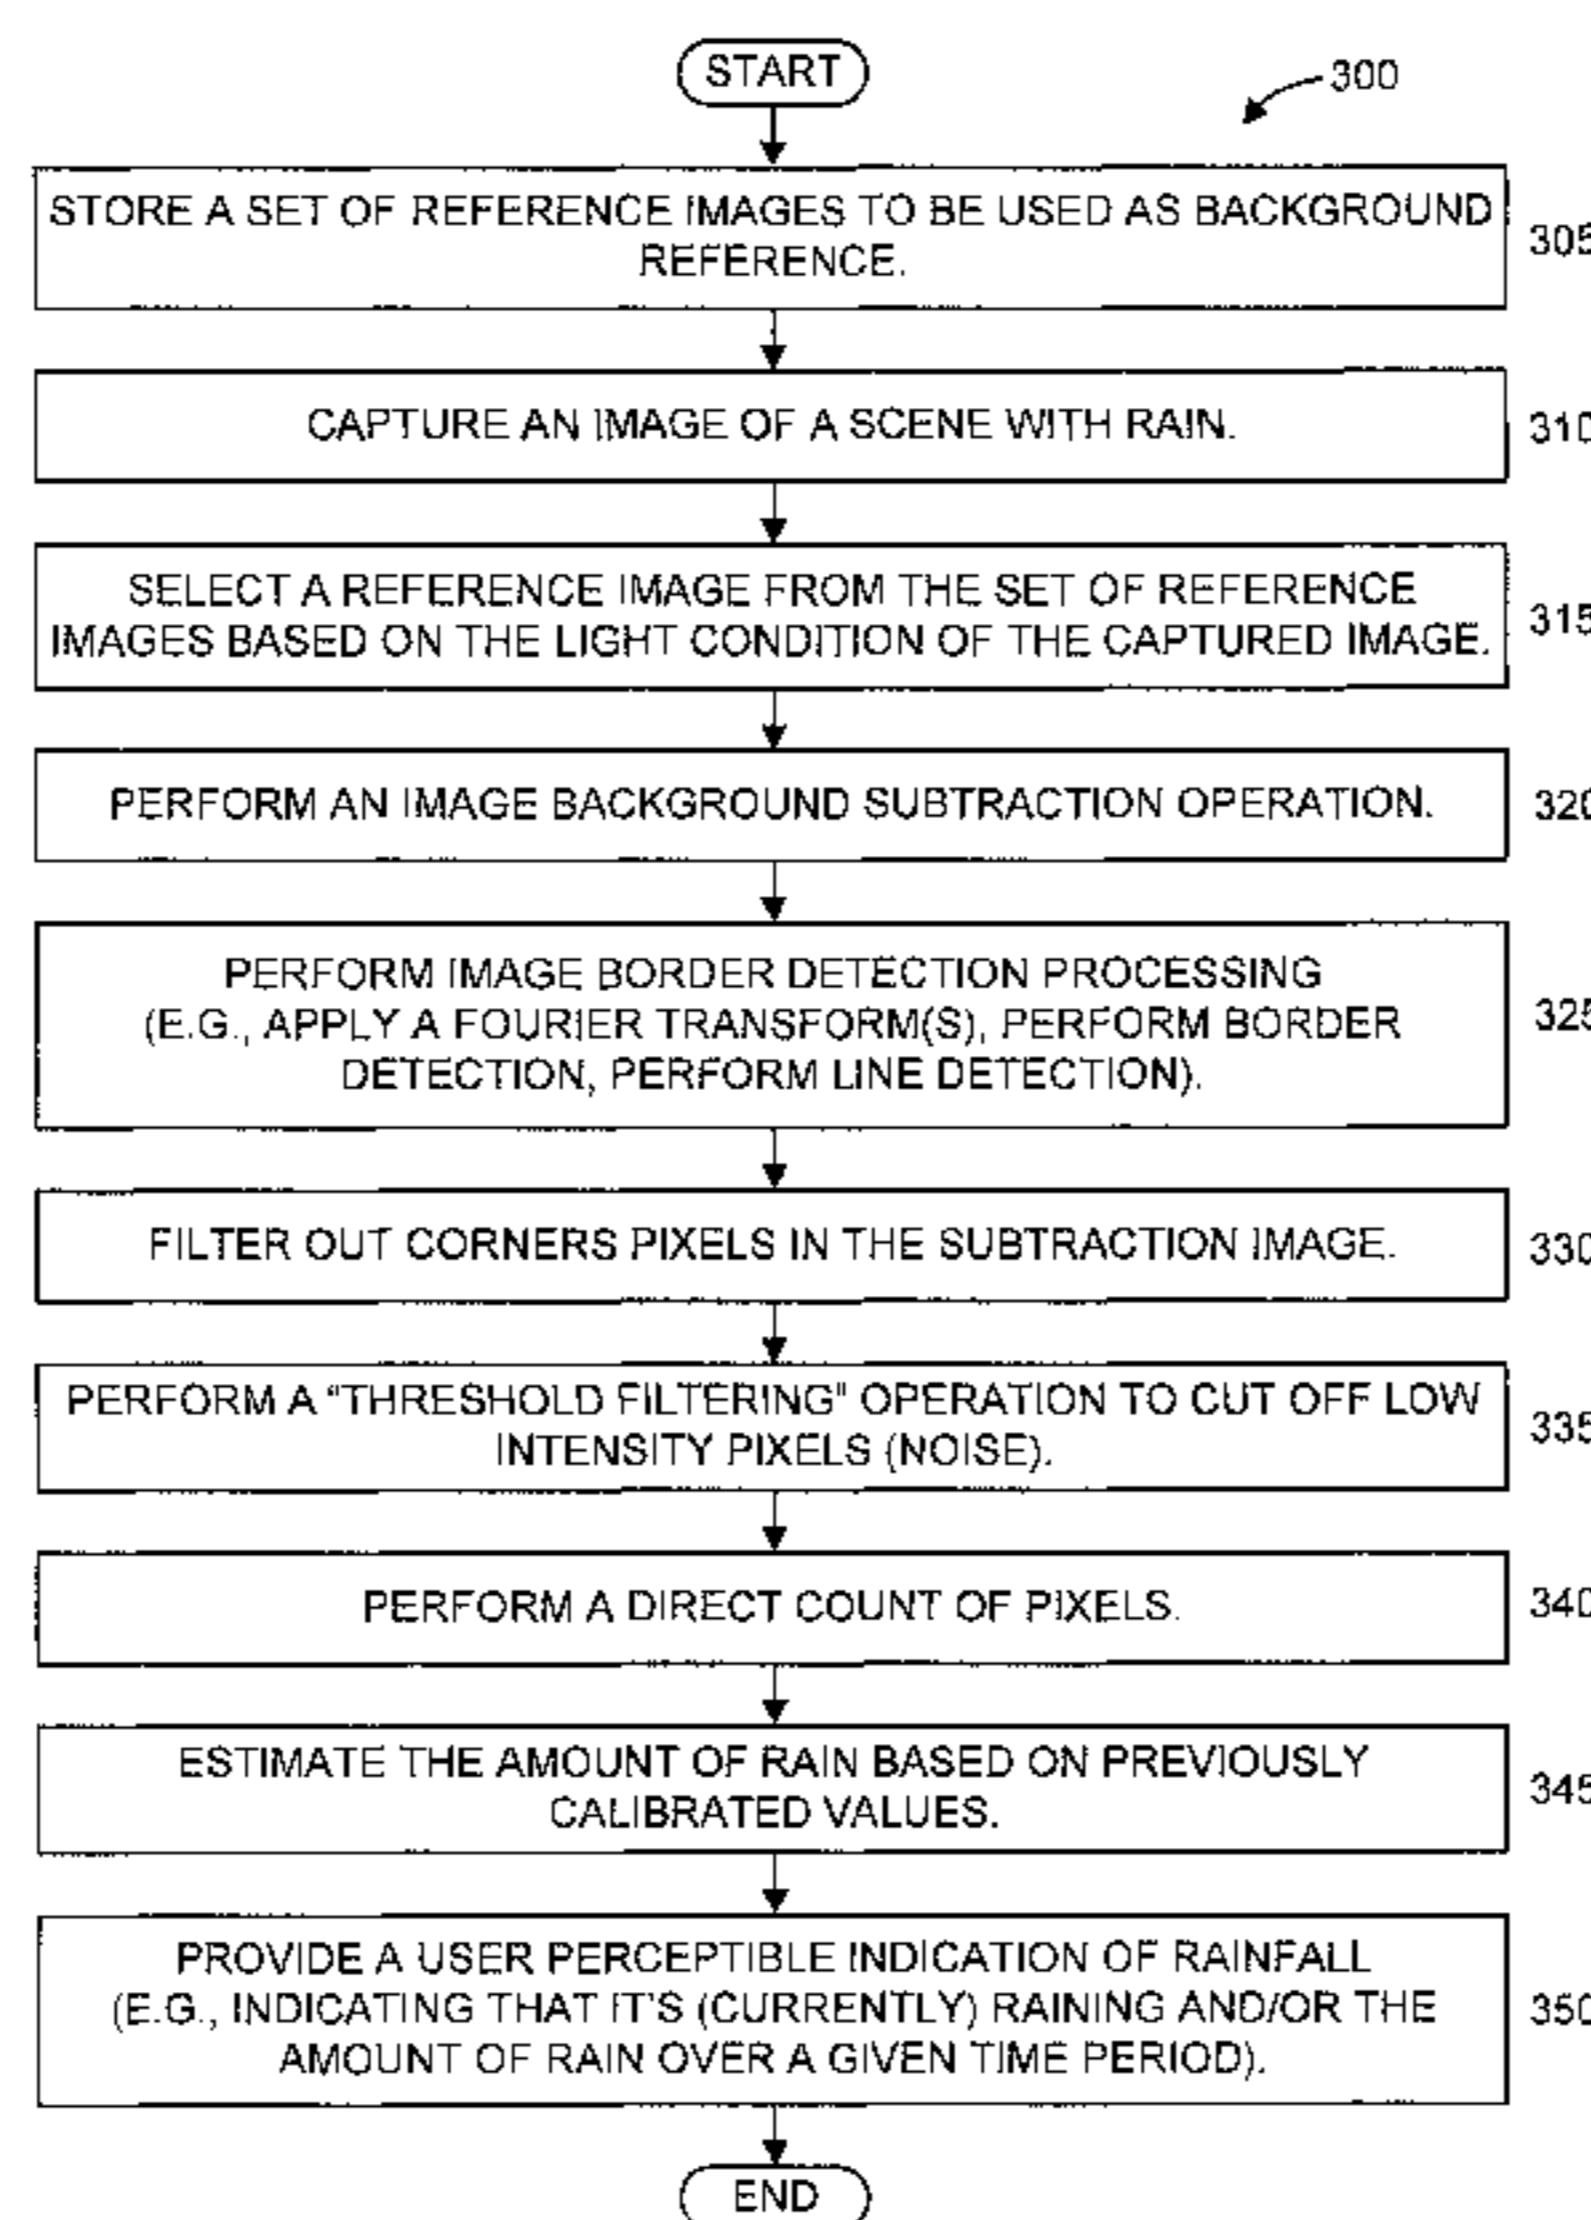 START
300
STORE A SET OF REFERENCE IMAGES TO BE USED AS BACKGROUND
REFERENCE.
305
CAPTURE AN IMAGE OF A SCENE WITH RAIN.
310
SELECT A REFERENCE IMAGE FROM THE SET OF REFERENCE
IMAGES BASED ON THE LIGHT CONDITION OF THE CAPTURED IMAGE.
315
PERFORM AN IMAGE BACKGROUND SUBTRACTION OPERATION.
320
PERFORM IMAGE BORDER DETECTION PROCESSING
(E.G., APPLY A FOURIER TRANSFORM(S), PERFORM BORDER
DETECTION, PERFORM LINE DETECTION).
325
FILTER OUT CORNERS PIXELS IN THE SUBTRACTION IMAGE.
330
PERFORM A "THRESHOLD FILTERING" OPERATION TO CUT OFF LOW
INTENSITY PIXELS (NOISE).
335
PERFORM A DIRECT COUNT OF PIXELS.
340
ESTIMATE THE AMOUNT OF RAIN BASED ON PREVIOUSLY
CALIBRATED VALUES.
345
PROVIDE A USER PERCEPTIBLE INDICATION OF RAINFALL
(E.G., INDICATING THAT IT'S (CURRENTLY) RAINING AND/OR THE
AMOUNT OF RAIN OVER A GIVEN TIME PERIOD).
350
END